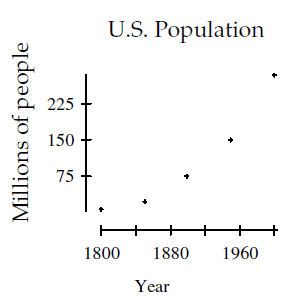 U.S. Population
Millions of people
225
150
75
1800 1880 1960
Year